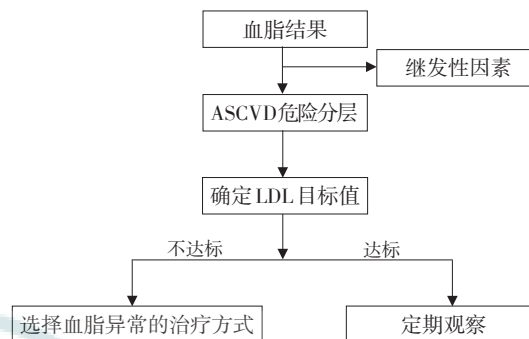 血脂结果
继发性因素
ASCVD危险分层
确定LDL目标值
不达标
达标
选择血脂异常的治疗方式
定期观察